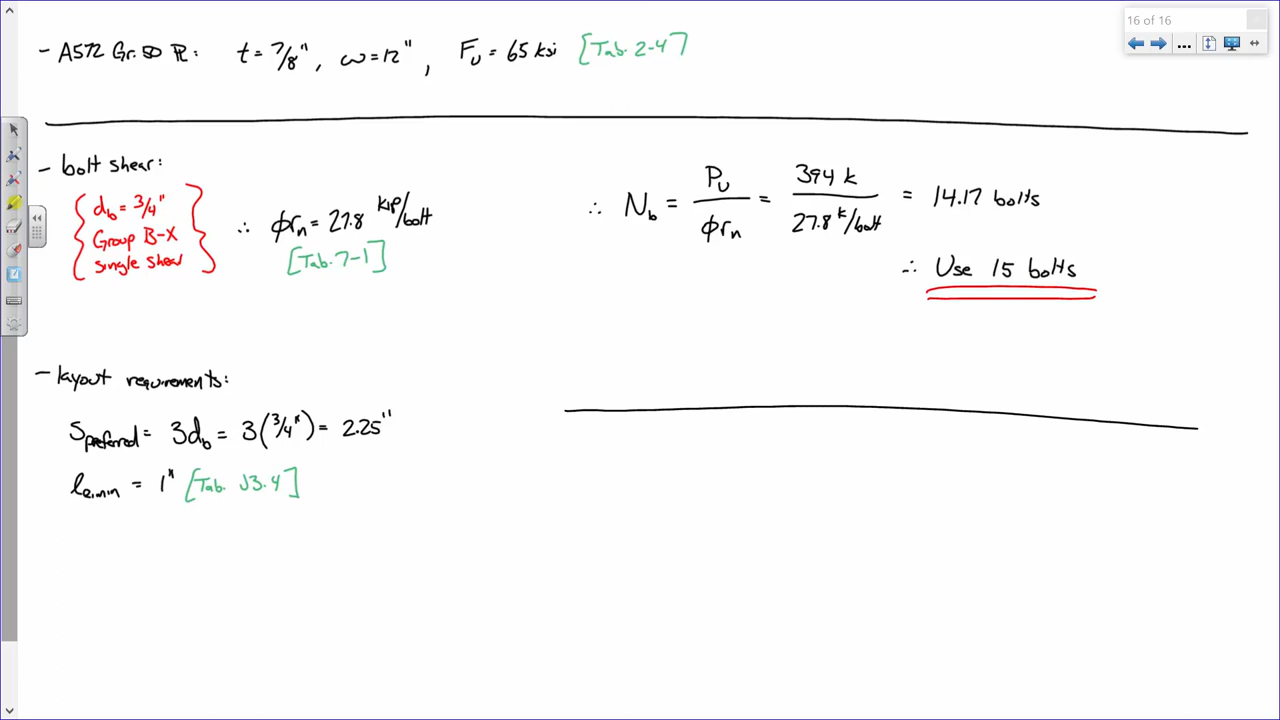 16 of 16
- A572 Gr. 50 PL: t = 7/8", w = 12", Fu = 65 ksi [Tab. 2-4]
- bolt shear:
{ db = 3/4"
Group B-X
single shear }
∴ φrn = 27.8 kip/bolt
[Tab. 7-1]
∴ Nb = Pu/φrn = 394 k/27.8 k/bolt = 14.17 bolts
∴ Use 15 bolts
- layout requirements:
Spreferred = 3db = 3(3/4") = 2.25"
le,min = 1" [Tab. J3.4]